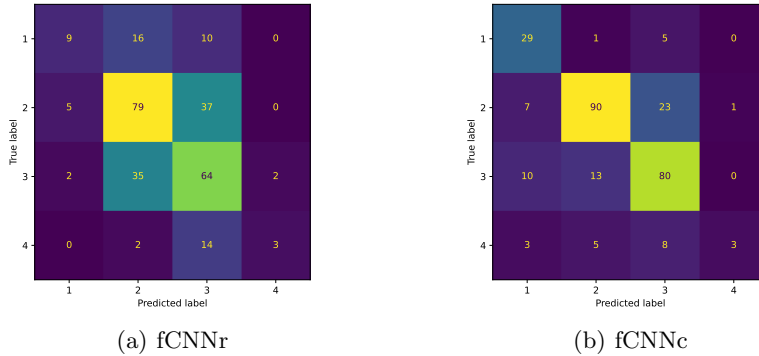 1 9 16 10 0
2 5 79 37 0
3 2 35 64 2
4 0 2 14 3
1 2 3 4
Predicted label
True label
(a) fCNNr
1 29 1 5 0
2 7 90 23 1
3 10 13 80 0
4 3 5 8 3
1 2 3 4
Predicted label
True label
(b) fCNNc